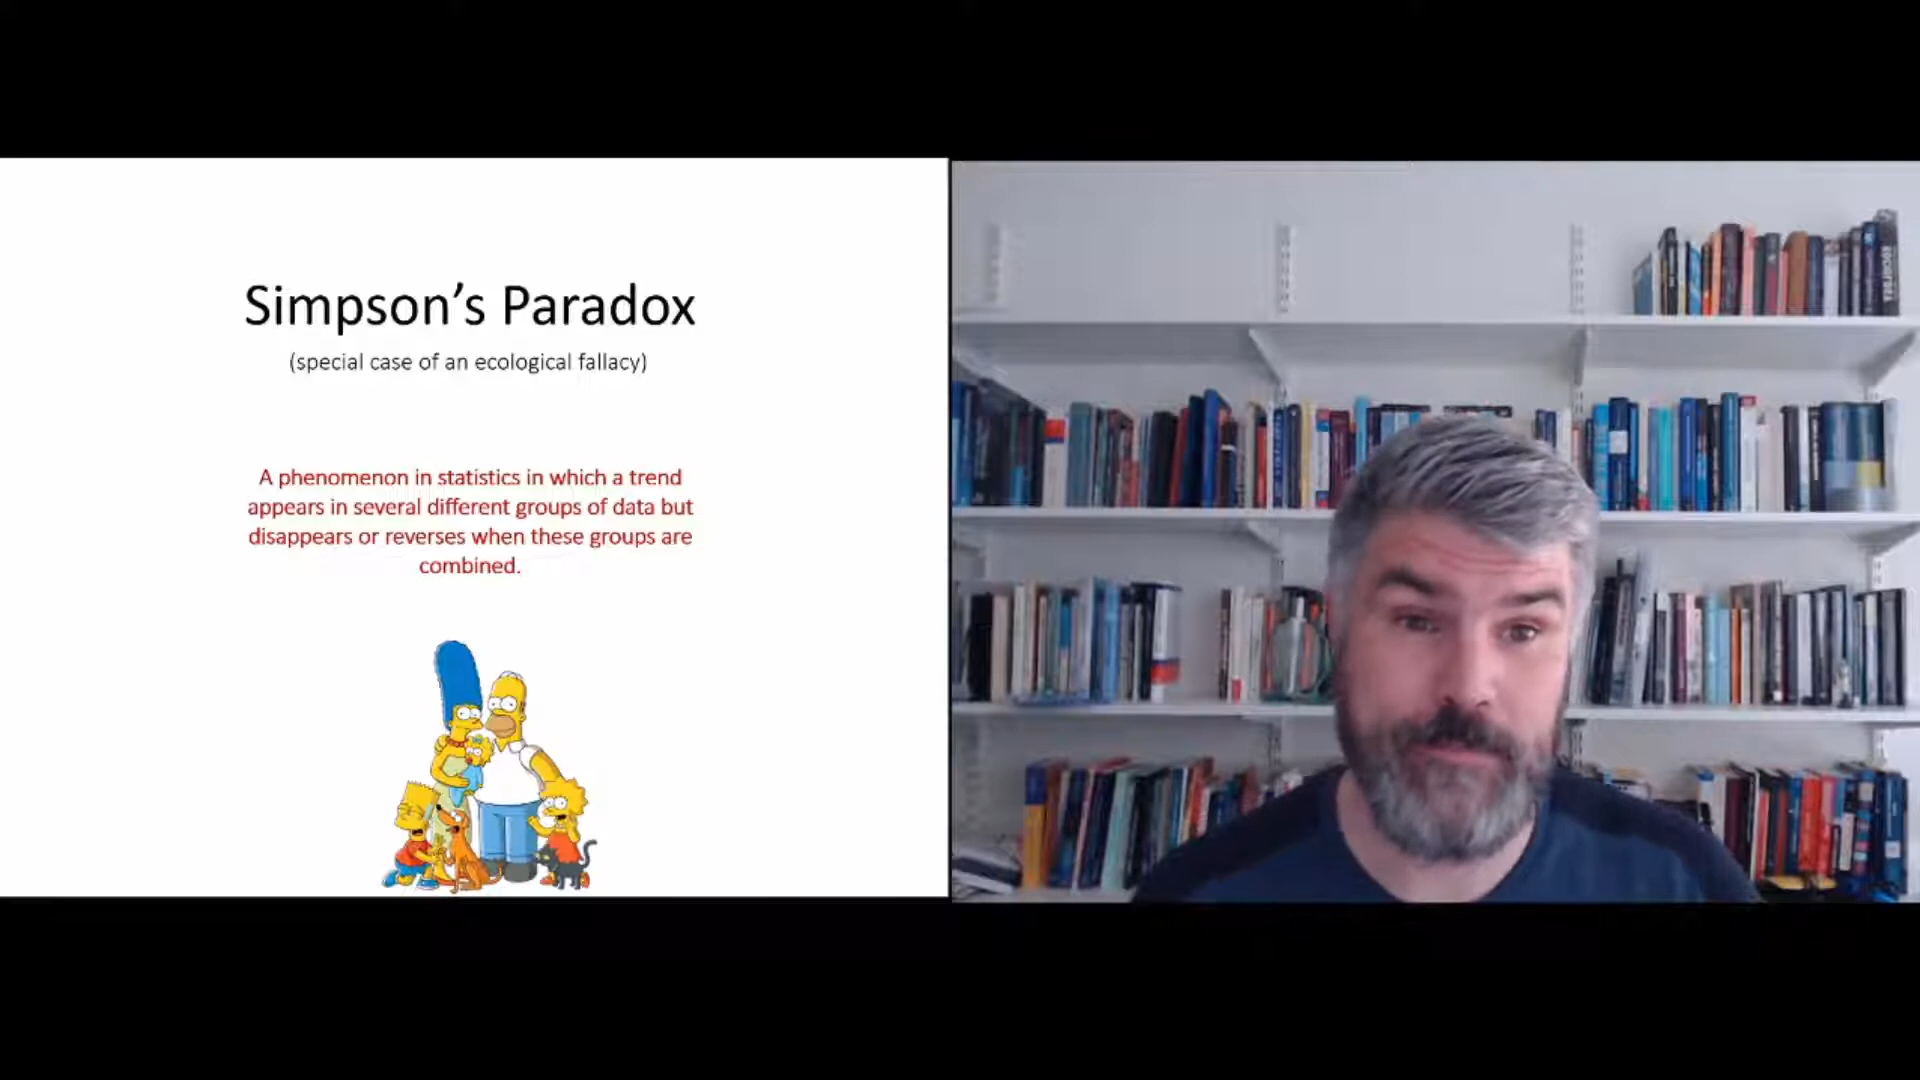 Simpson’s Paradox
(special case of an ecological fallacy)
A phenomenon in statistics in which a trend
appears in several different groups of data but
disappears or reverses when these groups are
combined.